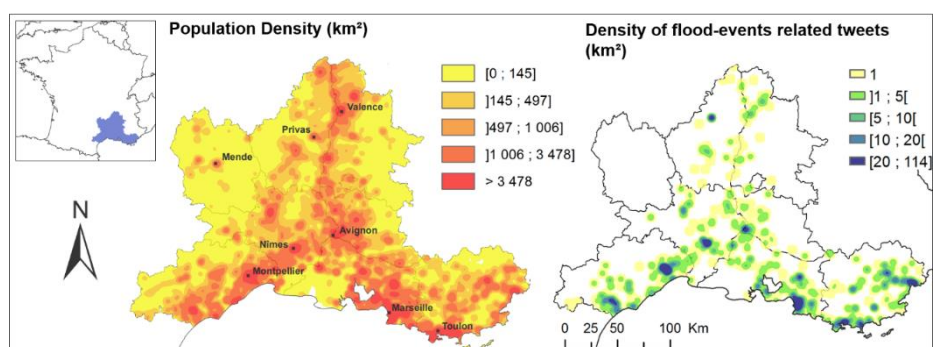 Population Density (km²)
[0 ; 145]
]145 ; 497]
]497 ; 1 006]
]1 006 ; 3 478]
> 3 478
Valence
Privas
Mende
Avignon
Nîmes
Montpellier
Marseille
Toulon
N
Density of flood-events related tweets
(km²)
1
]1 ; 5[
[5 ; 10[
[10 ; 20[
[20 ; 114]
0 25 50 100 Km